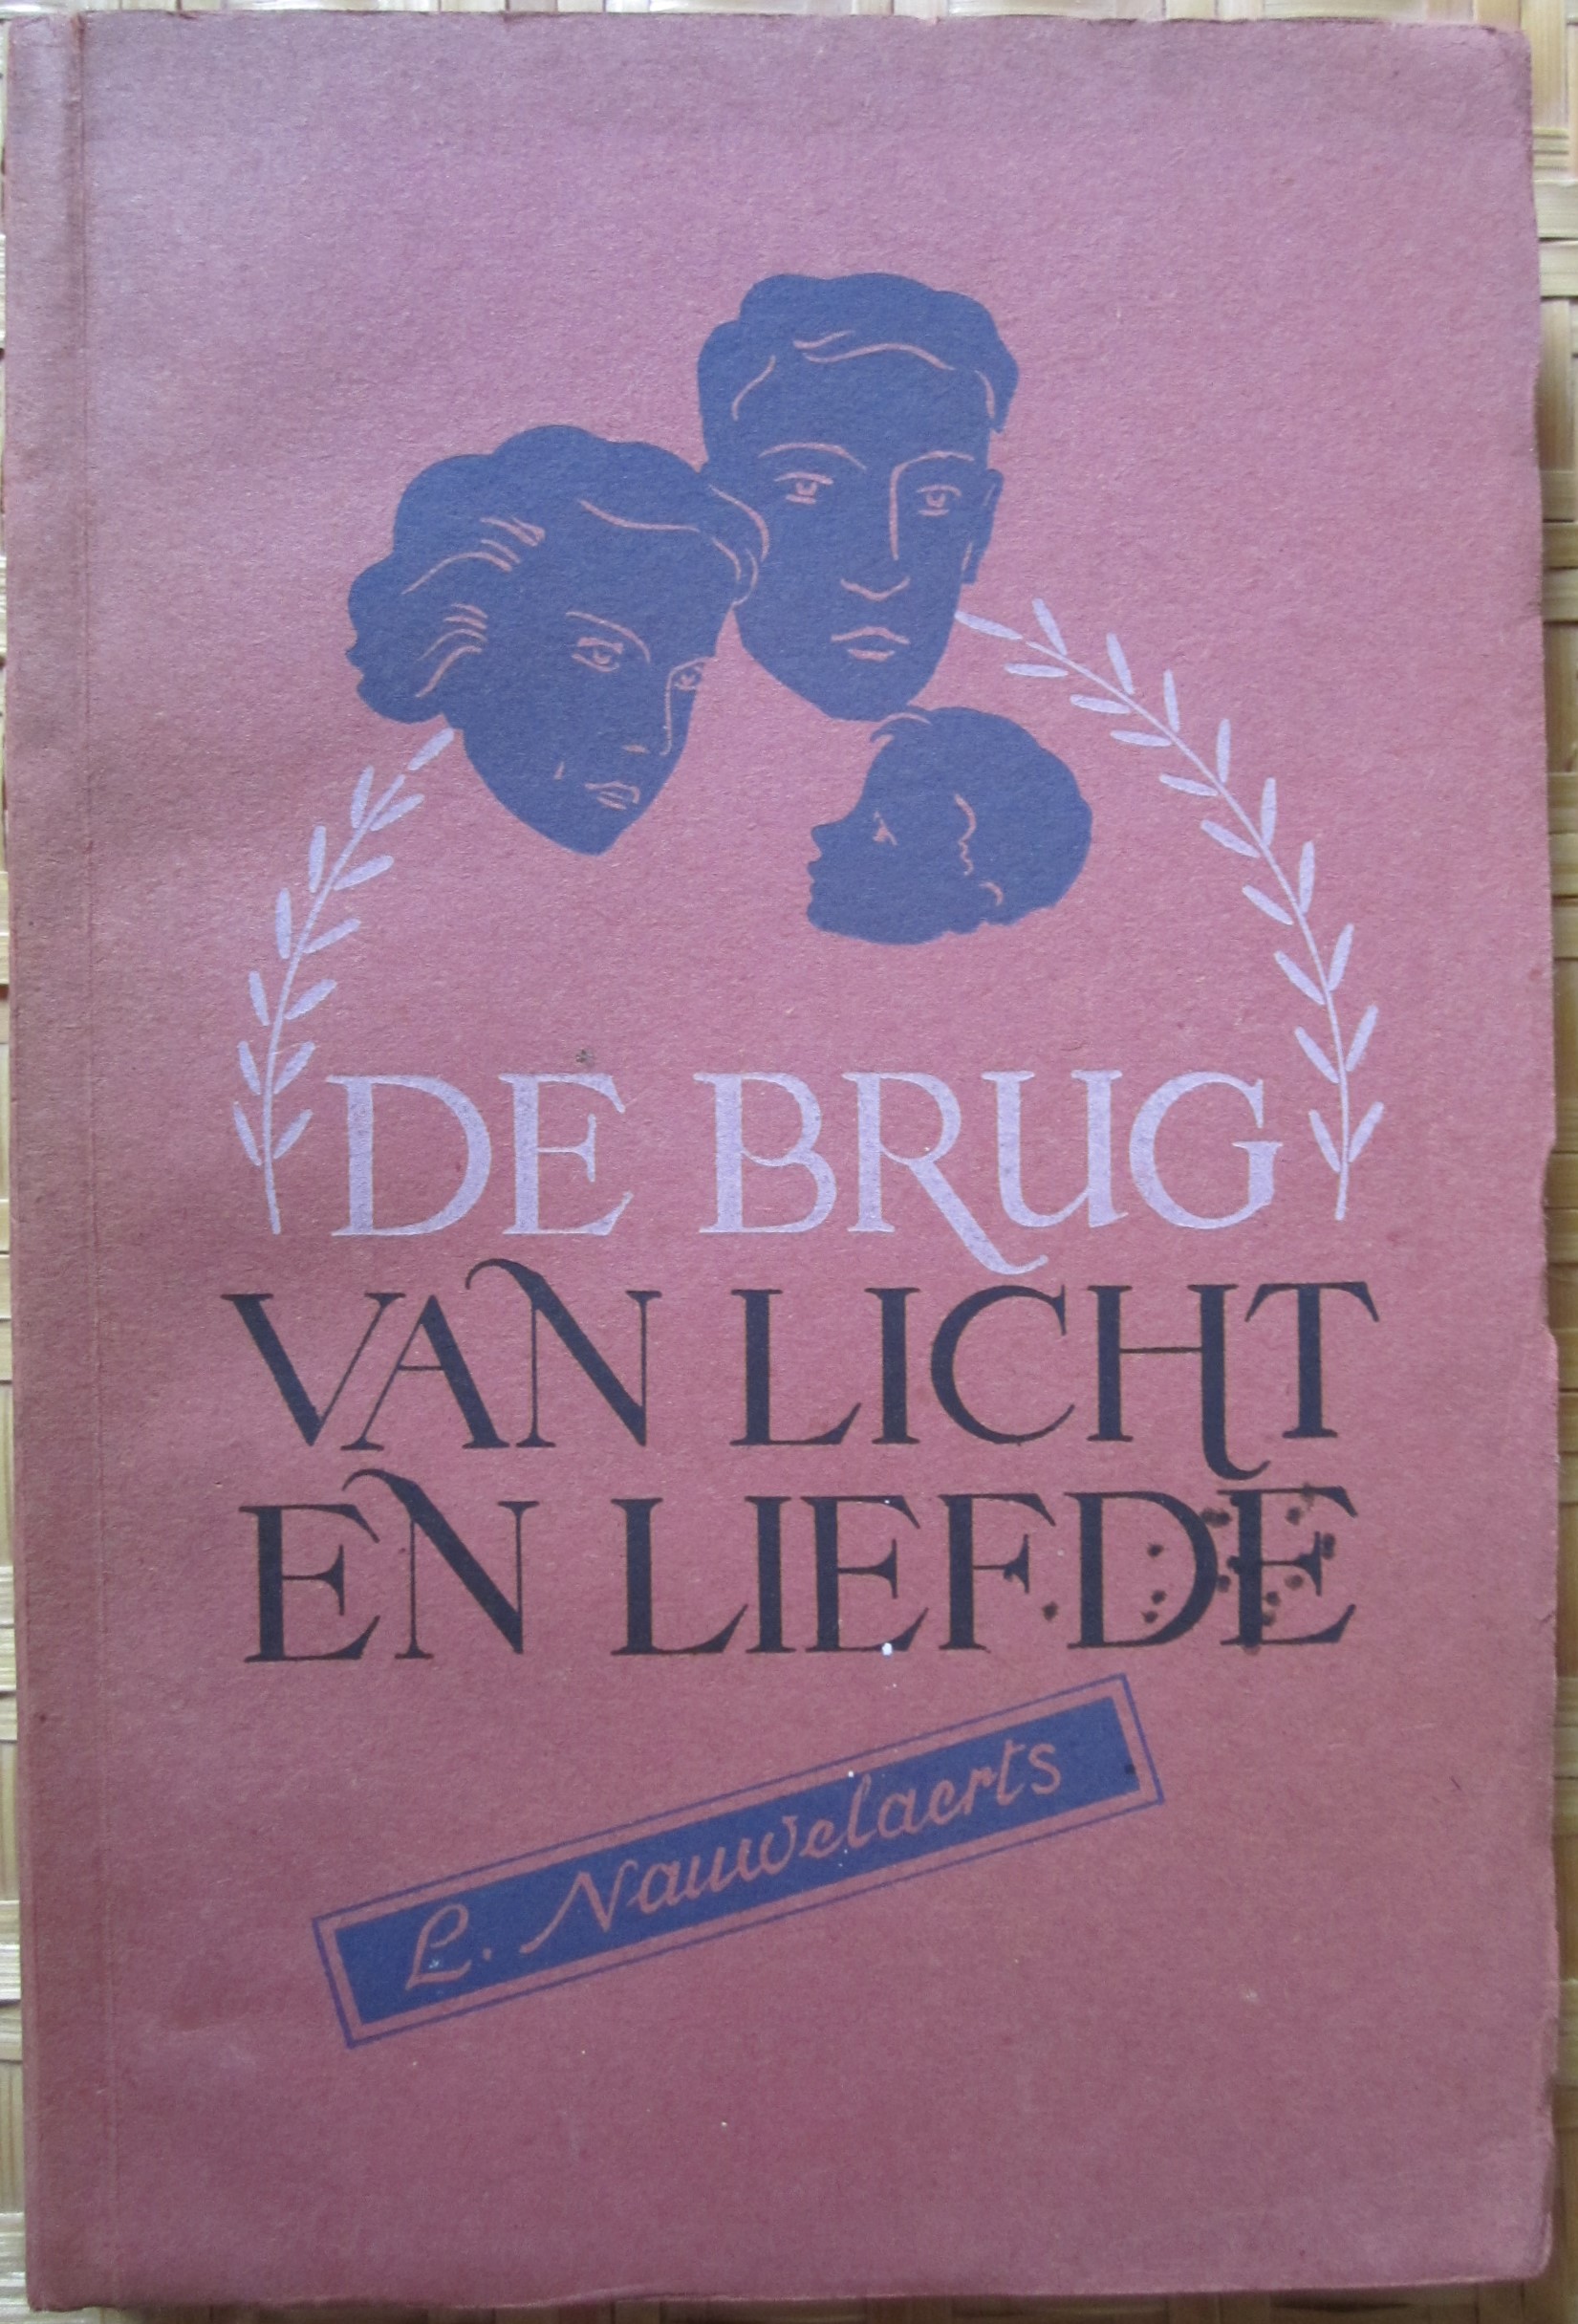 DE BRUG
VAN LICHT
EN LIEFDE
L. Nauwelaerts